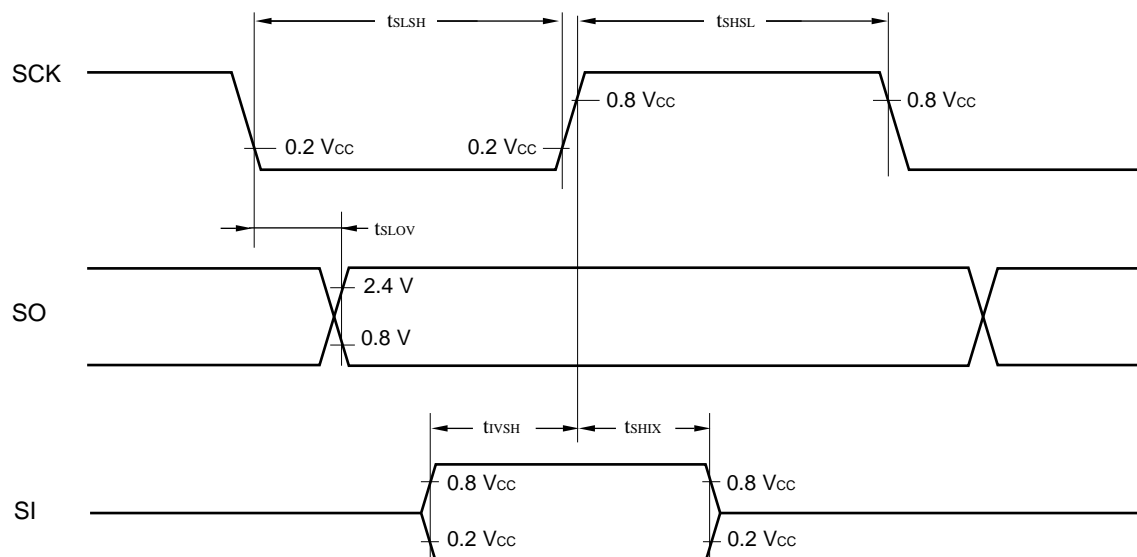 tSLSH tSHSL
SCK
0.8 VCC 0.8 VCC
0.2 VCC 0.2 VCC
tSLOV
2.4 V
SO
0.8 V
tIVSH tSHIX
0.8 VCC 0.8 VCC
SI
0.2 VCC 0.2 VCC